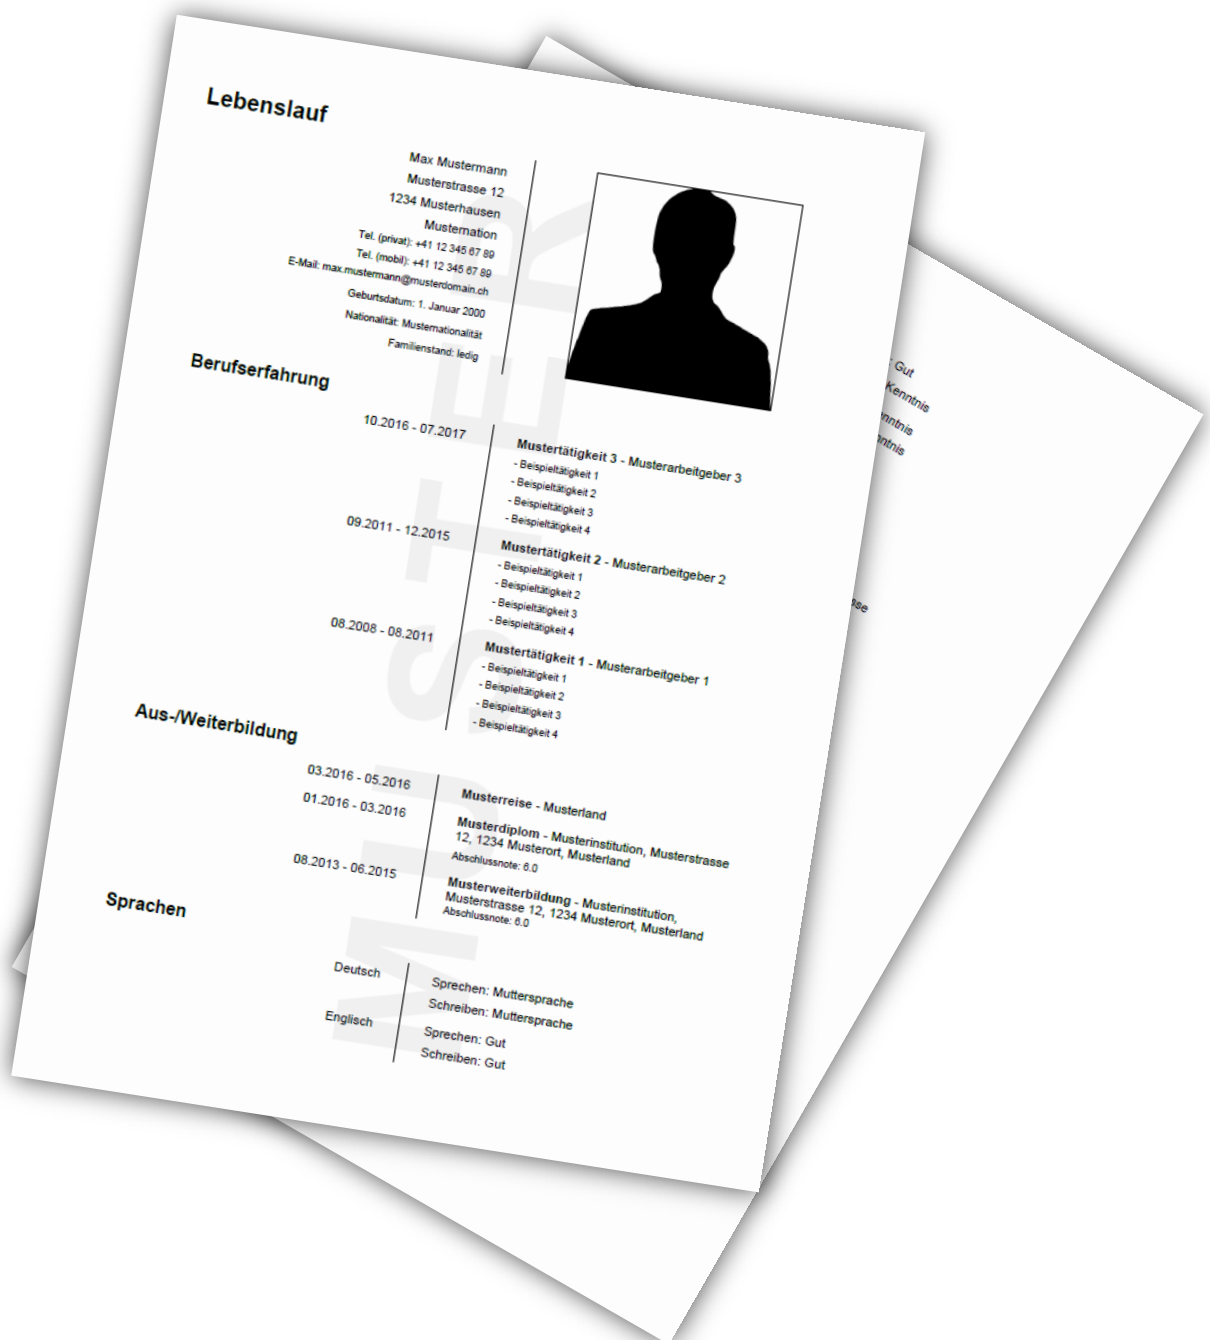 Lebenslauf
Max Mustermann
Musterstrasse 12
1234 Musterhausen
Musternation
Tel. (privat): +41 12 345 67 89
Tel. (mobil): +41 12 345 67 89
E-Mail: max.mustermann@musterdomain.ch
Geburtsdatum: 1. Januar 2000
Nationalität: Musternationalität
Familienstand: ledig
Berufserfahrung
10.2016 - 07.2017
Mustertätigkeit 3 - Musterarbeitgeber 3
- Beispieltätigkeit 1
- Beispieltätigkeit 2
- Beispieltätigkeit 3
- Beispieltätigkeit 4
09.2011 - 12.2015
Mustertätigkeit 2 - Musterarbeitgeber 2
- Beispieltätigkeit 1
- Beispieltätigkeit 2
- Beispieltätigkeit 3
- Beispieltätigkeit 4
08.2008 - 08.2011
Mustertätigkeit 1 - Musterarbeitgeber 1
- Beispieltätigkeit 1
- Beispieltätigkeit 2
- Beispieltätigkeit 3
- Beispieltätigkeit 4
Aus-/Weiterbildung
03.2016 - 05.2016
Musterreise - Musterland
01.2016 - 03.2016
Musterdiplom - Musterinstitution, Musterstrasse
12, 1234 Musterort, Musterland
Abschlussnote: 6.0
08.2013 - 06.2015
Musterweiterbildung - Musterinstitution,
Musterstrasse 12, 1234 Musterort, Musterland
Abschlussnote: 6.0
Sprachen
Deutsch
Sprechen: Muttersprache
Schreiben: Muttersprache
Englisch
Sprechen: Gut
Schreiben: Gut
MUSTER
: Gut
Kenntnis